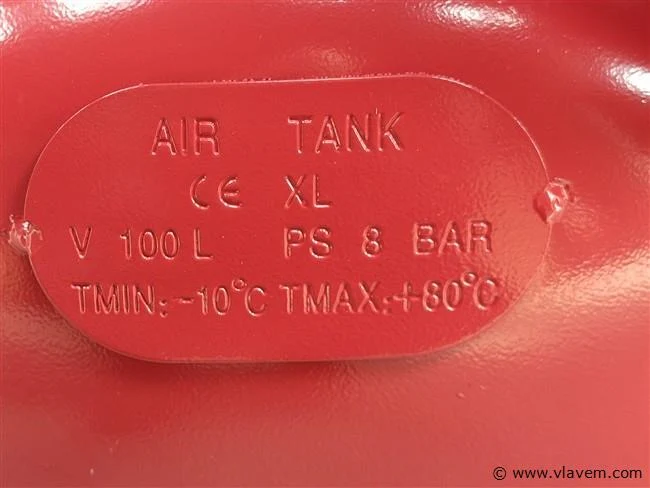 AIR TANK
CE XL
V 100 L PS 8 BAR
TMIN:-10°C TMAX:+80°C
© www.vlavem.com